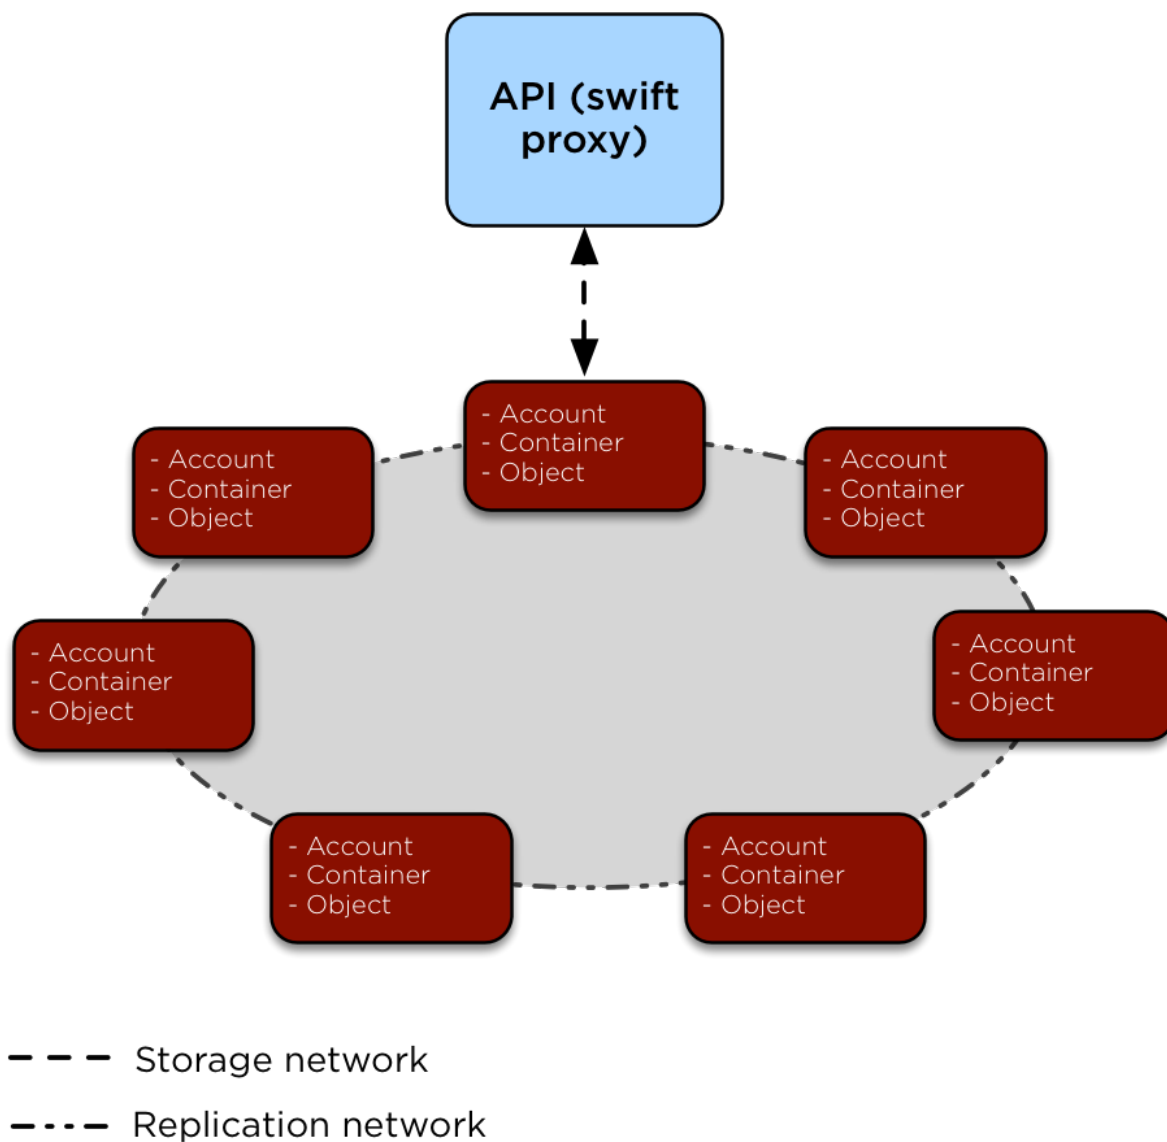 API (swift
proxy)
- Account
- Container
- Object
- Account
- Container
- Object
- Account
- Container
- Object
- Account
- Container
- Object
- Account
- Container
- Object
- Account
- Container
- Object
- Account
- Container
- Object
Storage network
Replication network